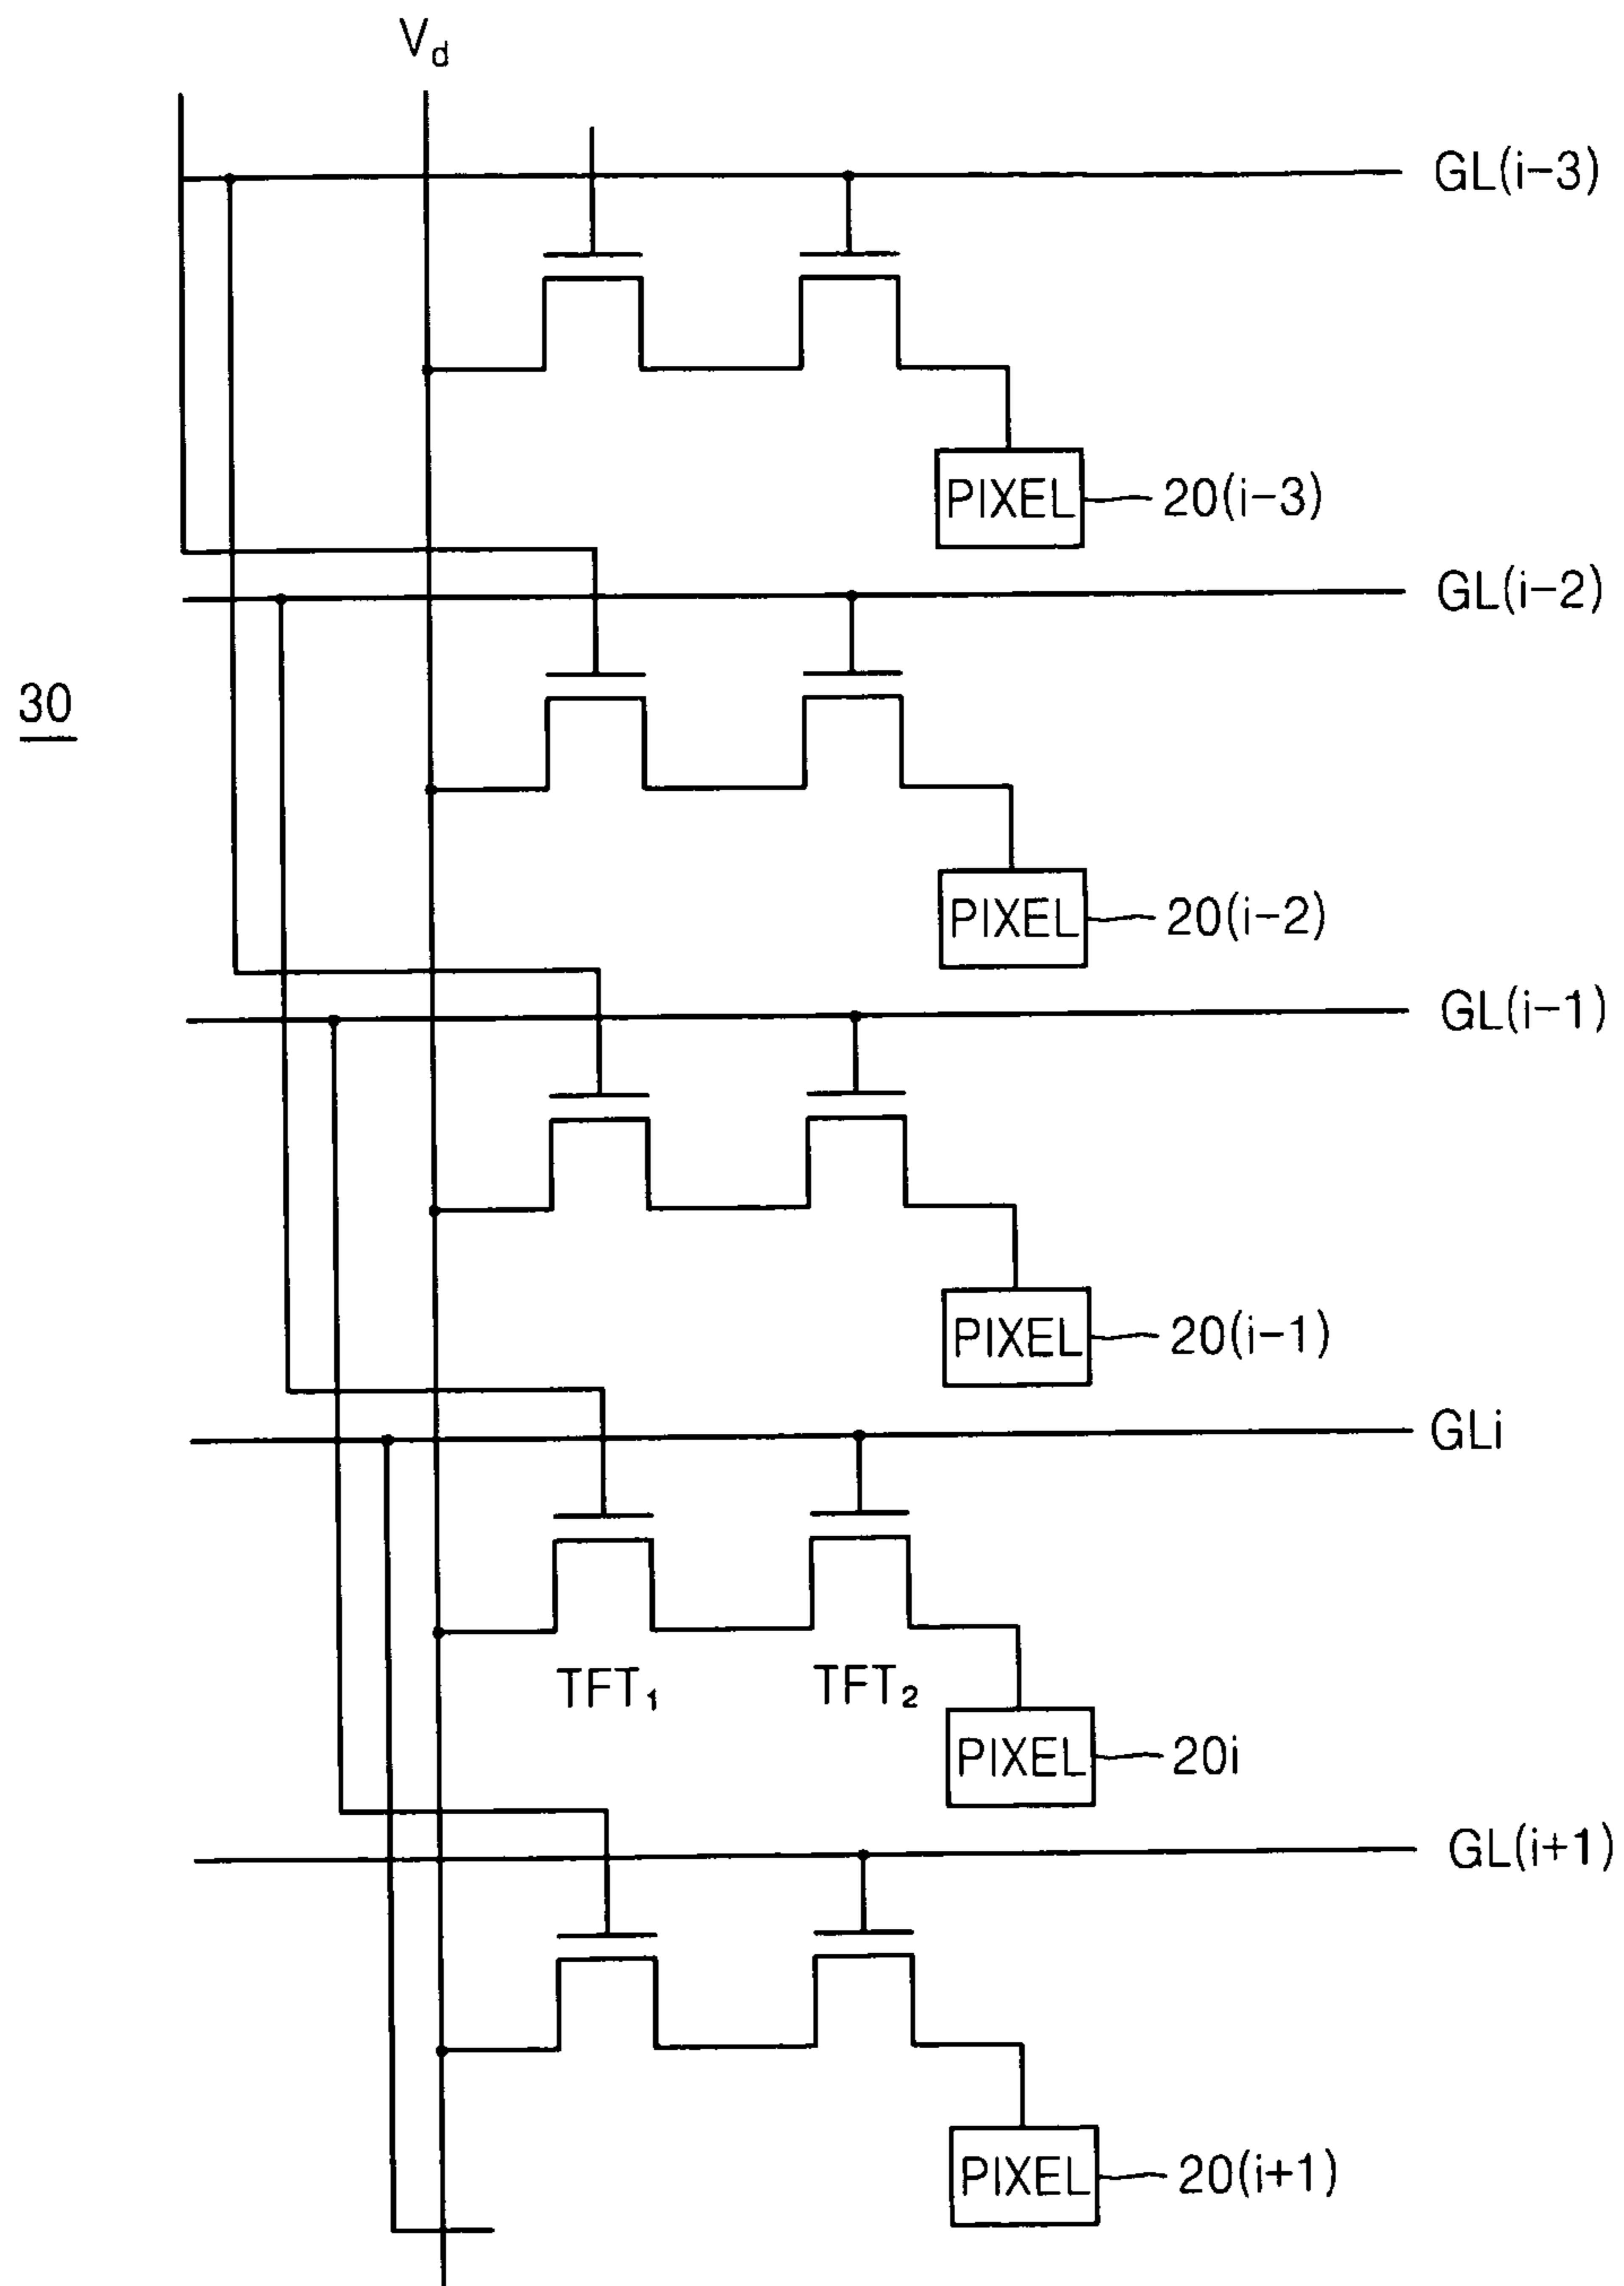 Vd
GL(i-3)
PIXEL 20(i-3)
GL(i-2)
30
PIXEL 20(i-2)
GL(i-1)
PIXEL 20(i-1)
GLi
TFT₁ TFT₂
PIXEL 20i
GL(i+1)
PIXEL 20(i+1)